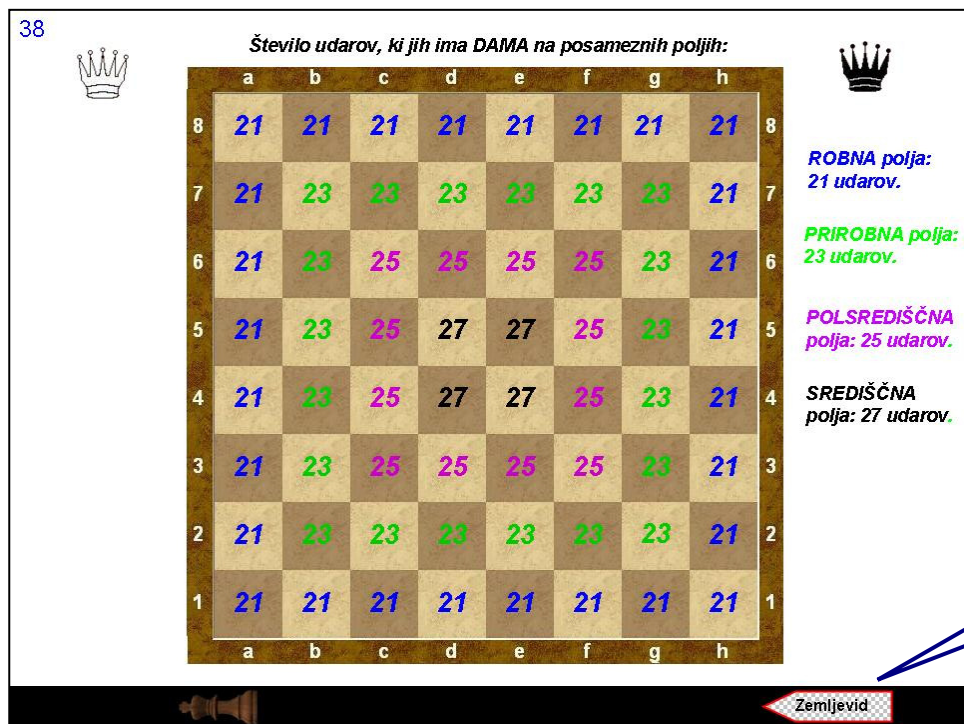 38
Število udarov, ki jih ima DAMA na posameznih poljih:
a b c d e f g h
8 21 21 21 21 21 21 21 21 8
7 21 23 23 23 23 23 23 21 7
6 21 23 25 25 25 25 23 21 6
5 21 23 25 27 27 25 23 21 5
4 21 23 25 27 27 25 23 21 4
3 21 23 25 25 25 25 23 21 3
2 21 23 23 23 23 23 23 21 2
1 21 21 21 21 21 21 21 21 1
a b c d e f g h
ROBNA polja:
21 udarov.
PRIROBNA polja:
23 udarov.
POLSREDIŠČNA
polja: 25 udarov.
SREDIŠČNA
polja: 27 udarov.
Zemljevid